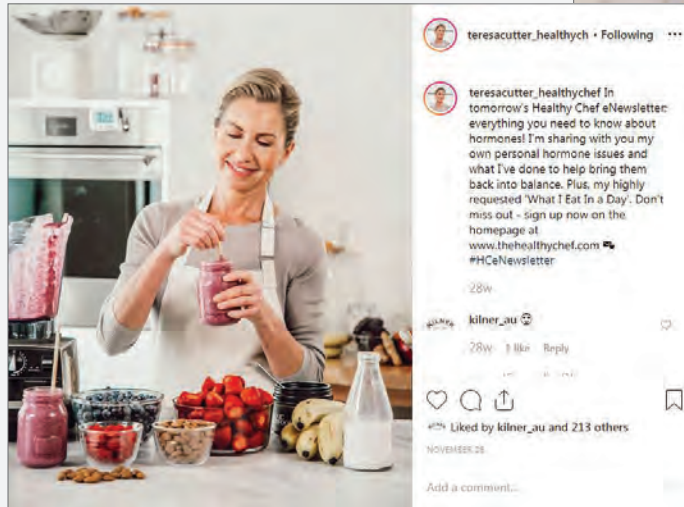 teresacutter_healthych • Following •••
teresacutter_healthychef In
tomorrow's Healthy Chef eNewsletter:
everything you need to know about
hormones! I'm sharing with you my
own personal hormone issues and
what I've done to help bring them
back into balance. Plus, my highly
requested 'What I Eat In a Day'. Don't
miss out - sign up now on the
homepage at
www.thehealthychef.com
#HCeNewsletter
28w
kilner_au
28w 1 like Reply
Liked by kilner_au and 213 others
NOVEMBER 28
Add a comment...